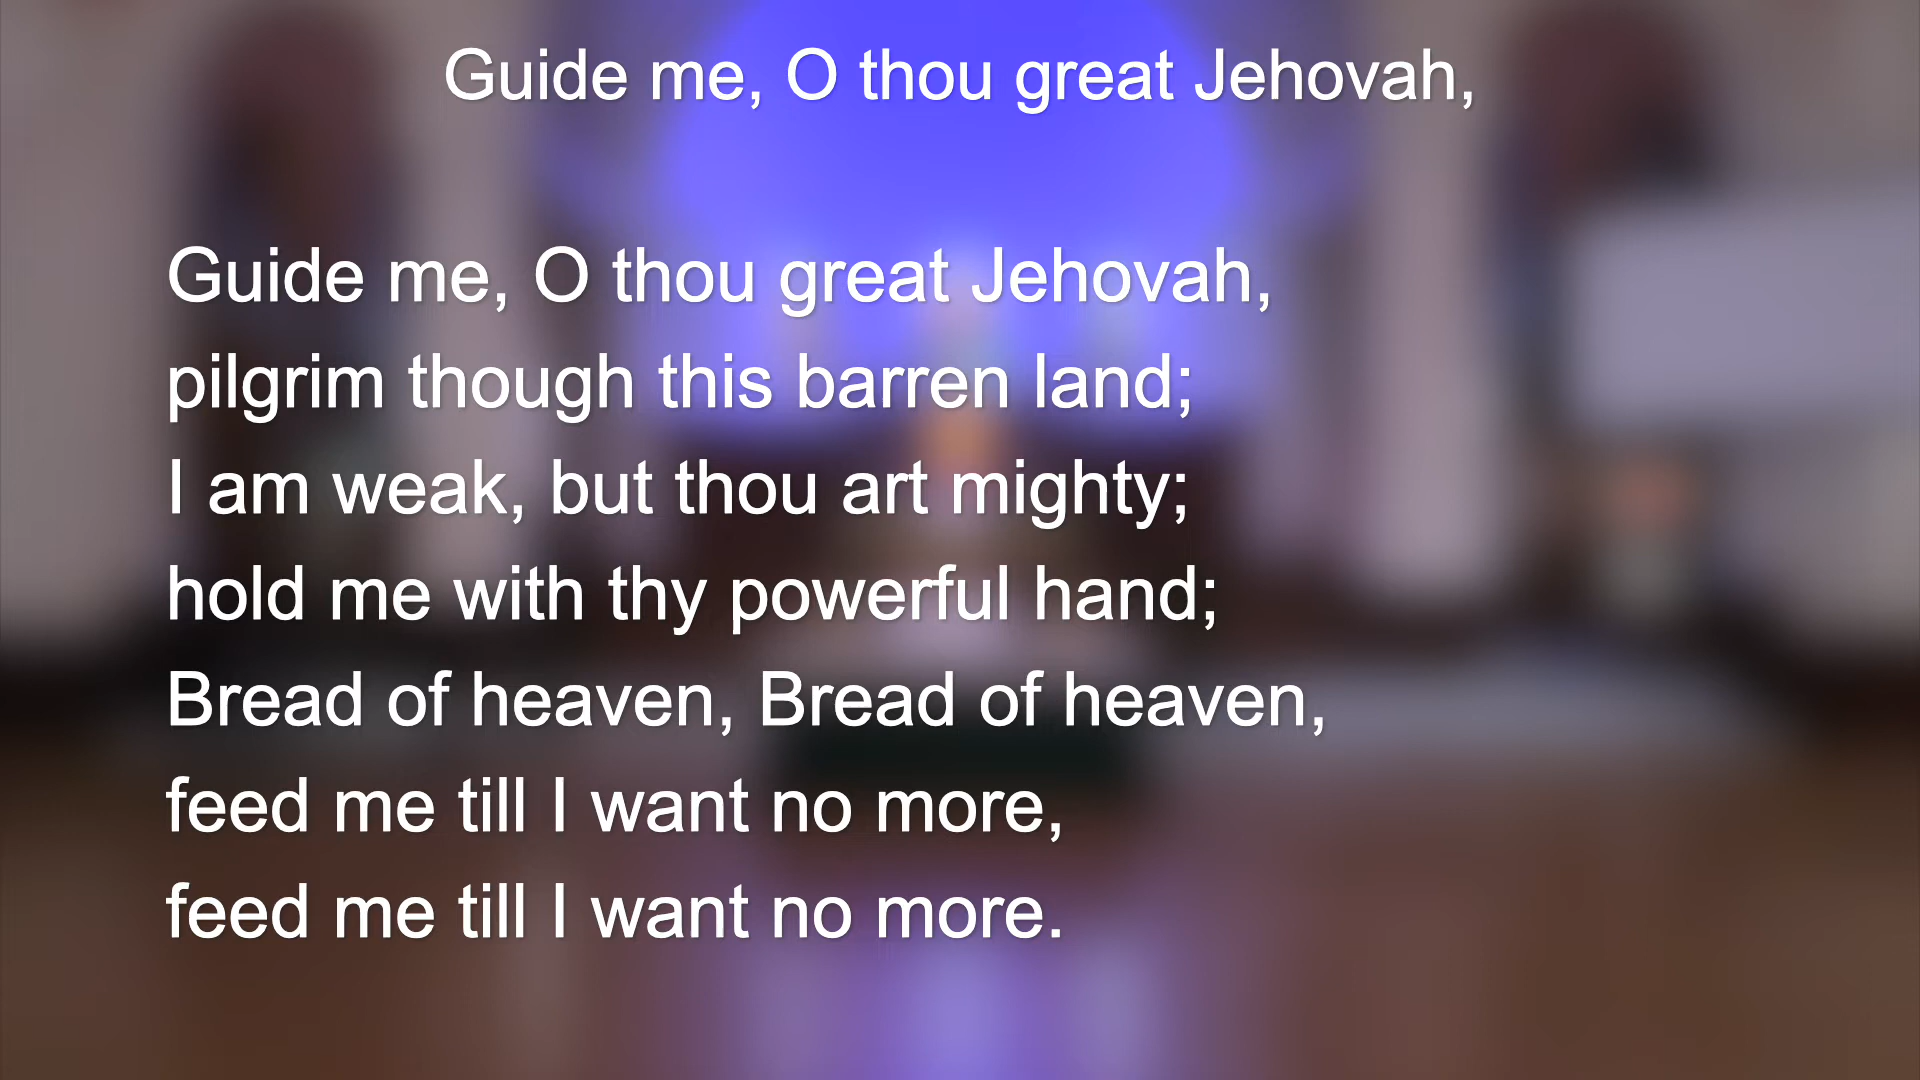 Guide me, O thou great Jehovah,
Guide me, O thou great Jehovah,
pilgrim though this barren land;
I am weak, but thou art mighty;
hold me with thy powerful hand;
Bread of heaven, Bread of heaven,
feed me till I want no more,
feed me till I want no more.